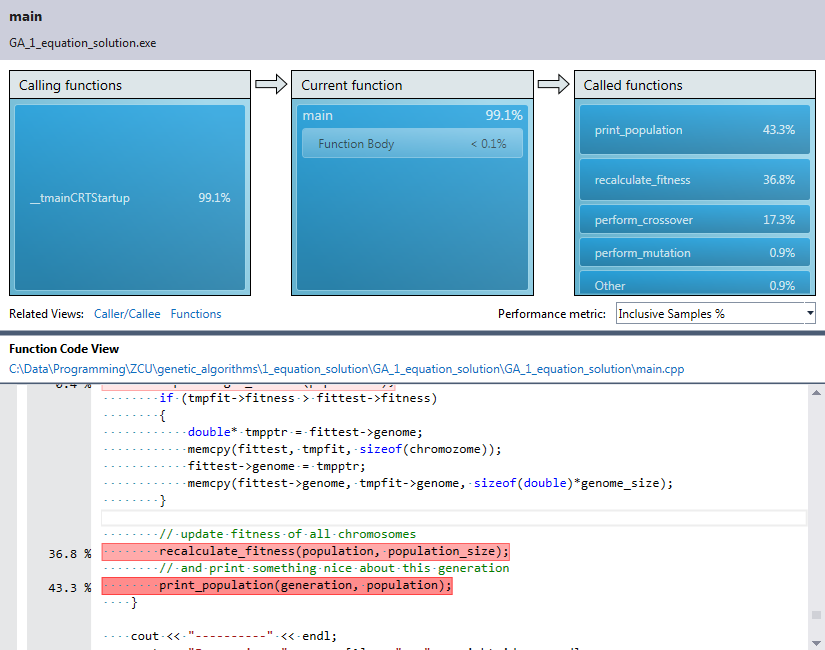 main
GA_1_equation_solution.exe
Calling functions
Current function
Called functions
__tmainCRTStartup 99.1%
main 99.1%
Function Body < 0.1%
print_population 43.3%
recalculate_fitness 36.8%
perform_crossover 17.3%
perform_mutation 0.9%
Other 0.9%
Related Views: Caller/Callee Functions
Performance metric: Inclusive Samples %
Function Code View
C:\Data\Programming\ZCU\genetic_algorithms\1_equation_solution\GA_1_equation_solution\GA_1_equation_solution\main.cpp
0.4 %
if (tmpfit->fitness > fittest->fitness)
{
double* tmpptr = fittest->genome;
memcpy(fittest, tmpfit, sizeof(chromozome));
fittest->genome = tmpptr;
memcpy(fittest->genome, tmpfit->genome, sizeof(double)*genome_size);
}
// update fitness of all chromosomes
36.8 % recalculate_fitness(population, population_size);
// and print something nice about this generation
43.3 % print_population(generation, population);
}
cout << "----------" << endl;